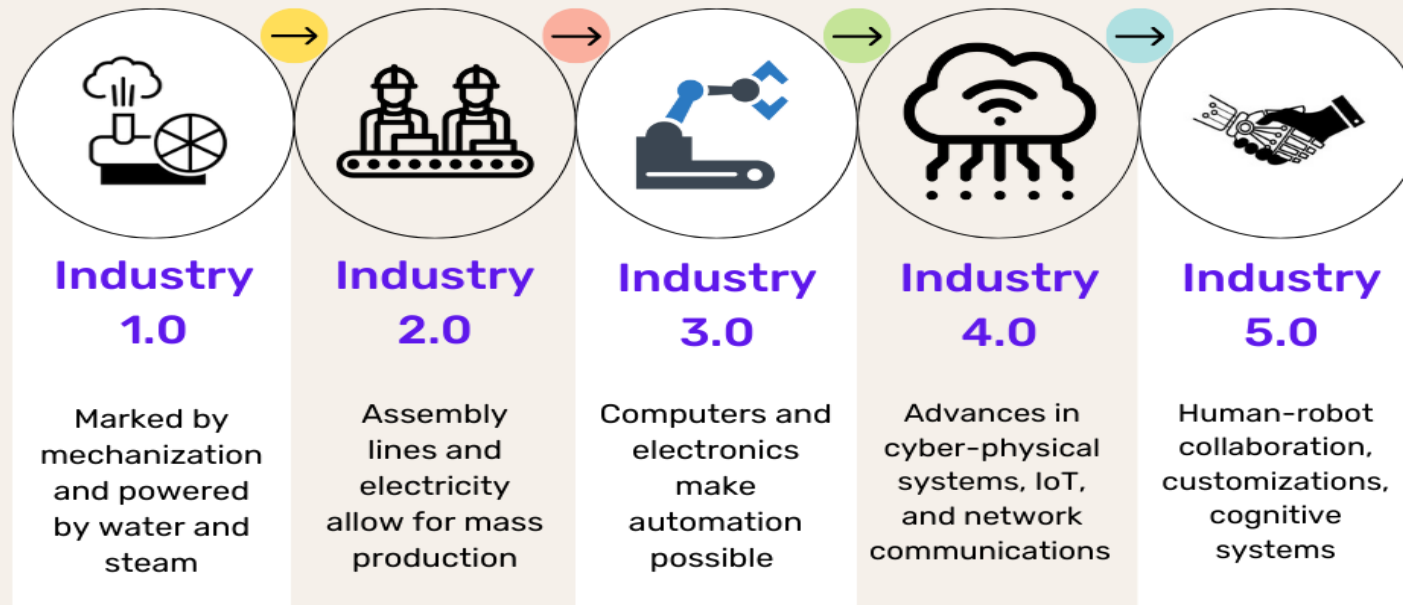 Industry
1.0
Marked by
mechanization
and powered
by water and
steam
Industry
2.0
Assembly
lines and
electricity
allow for mass
production
Industry
3.0
Computers and
electronics
make
automation
possible
Industry
4.0
Advances in
cyber-physical
systems, IoT,
and network
communications
Industry
5.0
Human-robot
collaboration,
customizations,
cognitive
systems